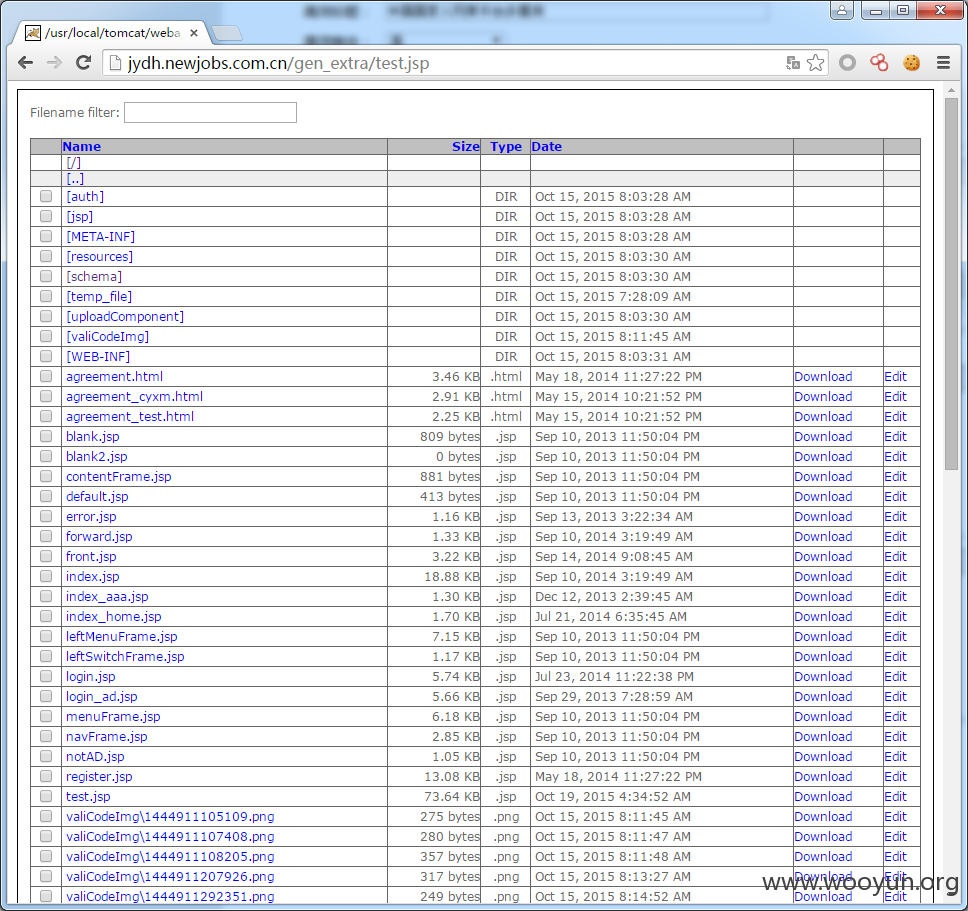 /usr/local/tomcat/weba
jydh.newjobs.com.cn/gen_extra/test.jsp
Filename filter:
Name Size Type Date
[/]
[..]
[auth] DIR Oct 15, 2015 8:03:28 AM
[jsp] DIR Oct 15, 2015 8:03:28 AM
[META-INF] DIR Oct 15, 2015 8:03:28 AM
[resources] DIR Oct 15, 2015 8:03:30 AM
[schema] DIR Oct 15, 2015 8:03:30 AM
[temp_file] DIR Oct 15, 2015 7:28:09 AM
[uploadComponent] DIR Oct 15, 2015 8:03:30 AM
[valiCodeImg] DIR Oct 15, 2015 8:11:45 AM
[WEB-INF] DIR Oct 15, 2015 8:03:31 AM
agreement.html 3.46 KB .html May 18, 2014 11:27:22 PM Download Edit
agreement_cyxm.html 2.91 KB .html May 15, 2014 10:21:52 PM Download Edit
agreement_test.html 2.25 KB .html May 15, 2014 10:21:52 PM Download Edit
blank.jsp 809 bytes .jsp Sep 10, 2013 11:50:04 PM Download Edit
blank2.jsp 0 bytes .jsp Sep 10, 2013 11:50:04 PM Download Edit
contentFrame.jsp 881 bytes .jsp Sep 10, 2013 11:50:04 PM Download Edit
default.jsp 413 bytes .jsp Sep 10, 2013 11:50:04 PM Download Edit
error.jsp 1.16 KB .jsp Sep 13, 2013 3:22:34 AM Download Edit
forward.jsp 1.33 KB .jsp Sep 10, 2014 3:19:49 AM Download Edit
front.jsp 3.22 KB .jsp Sep 14, 2014 9:08:45 AM Download Edit
index.jsp 18.88 KB .jsp Sep 10, 2014 3:19:49 AM Download Edit
index_aaa.jsp 1.30 KB .jsp Dec 12, 2013 2:39:45 AM Download Edit
index_home.jsp 1.70 KB .jsp Jul 21, 2014 6:35:45 AM Download Edit
leftMenuFrame.jsp 7.15 KB .jsp Sep 10, 2013 11:50:04 PM Download Edit
leftSwitchFrame.jsp 1.17 KB .jsp Sep 10, 2013 11:50:04 PM Download Edit
login.jsp 5.74 KB .jsp Jul 23, 2014 11:22:38 PM Download Edit
login_ad.jsp 5.66 KB .jsp Sep 29, 2013 7:28:59 AM Download Edit
menuFrame.jsp 6.18 KB .jsp Sep 10, 2013 11:50:04 PM Download Edit
navFrame.jsp 2.85 KB .jsp Sep 10, 2013 11:50:04 PM Download Edit
notAD.jsp 1.05 KB .jsp Sep 10, 2013 11:50:04 PM Download Edit
register.jsp 13.08 KB .jsp May 18, 2014 11:27:22 PM Download Edit
test.jsp 73.64 KB .jsp Oct 19, 2015 4:34:52 AM Download Edit
valiCodeImg\1444911105109.png 275 bytes .png Oct 15, 2015 8:11:45 AM Download Edit
valiCodeImg\1444911107408.png 280 bytes .png Oct 15, 2015 8:11:47 AM Download Edit
valiCodeImg\1444911108205.png 357 bytes .png Oct 15, 2015 8:11:48 AM Download Edit
valiCodeImg\1444911207926.png 317 bytes .png Oct 15, 2015 8:13:27 AM Download Edit
valiCodeImg\1444911292351.png 249 bytes .png Oct 15, 2015 8:14:52 AM Download Edit
www.wooyun.org